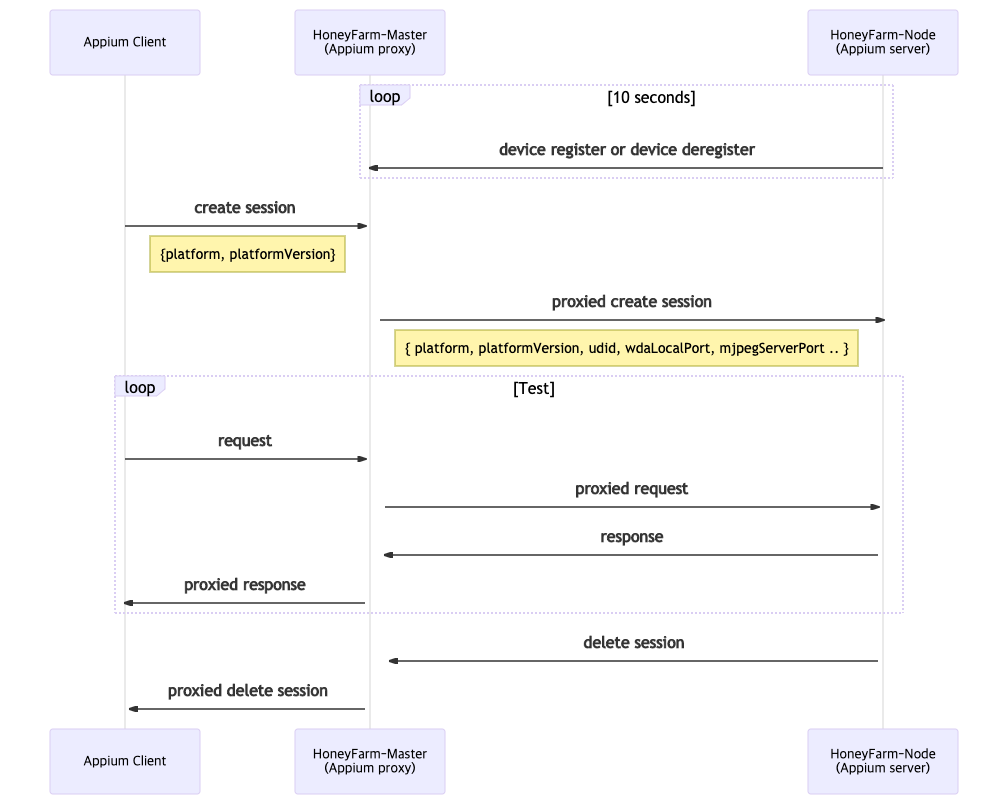 Appium Client
HoneyFarm-Master
(Appium proxy)
HoneyFarm-Node
(Appium server)
loop
[10 seconds]
device register or device deregister
create session
{platform, platformVersion}
proxied create session
{ platform, platformVersion, udid, wdaLocalPort, mjpegServerPort .. }
loop
[Test]
request
proxied request
response
proxied response
delete session
proxied delete session
Appium Client
HoneyFarm-Master
(Appium proxy)
HoneyFarm-Node
(Appium server)